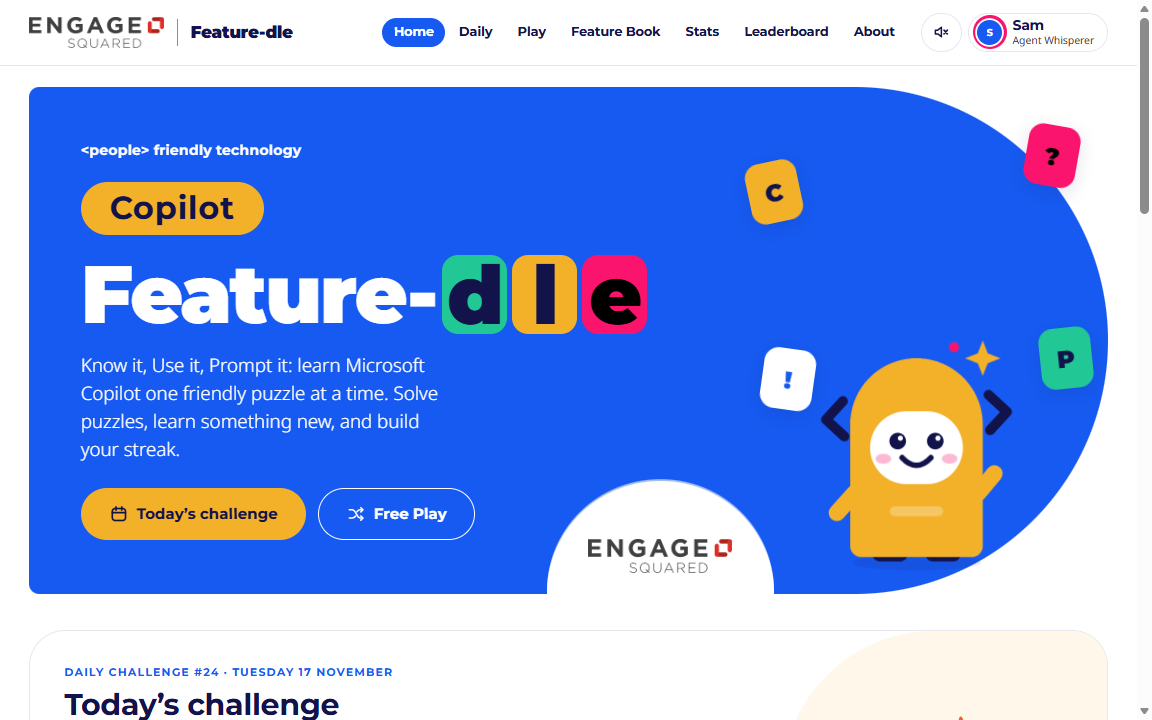 ENGAGE
SQUARED
Feature-dle
Home
Daily
Play
Feature Book
Stats
Leaderboard
About
S
Sam
Agent Whisperer
<people> friendly technology
Copilot
Feature-dle
Know it, Use it, Prompt it: learn Microsoft
Copilot one friendly puzzle at a time. Solve
puzzles, learn something new, and build
your streak.
Today’s challenge
Free Play
C
?
!
P
ENGAGE
SQUARED
DAILY CHALLENGE #24 · TUESDAY 17 NOVEMBER
Today’s challenge